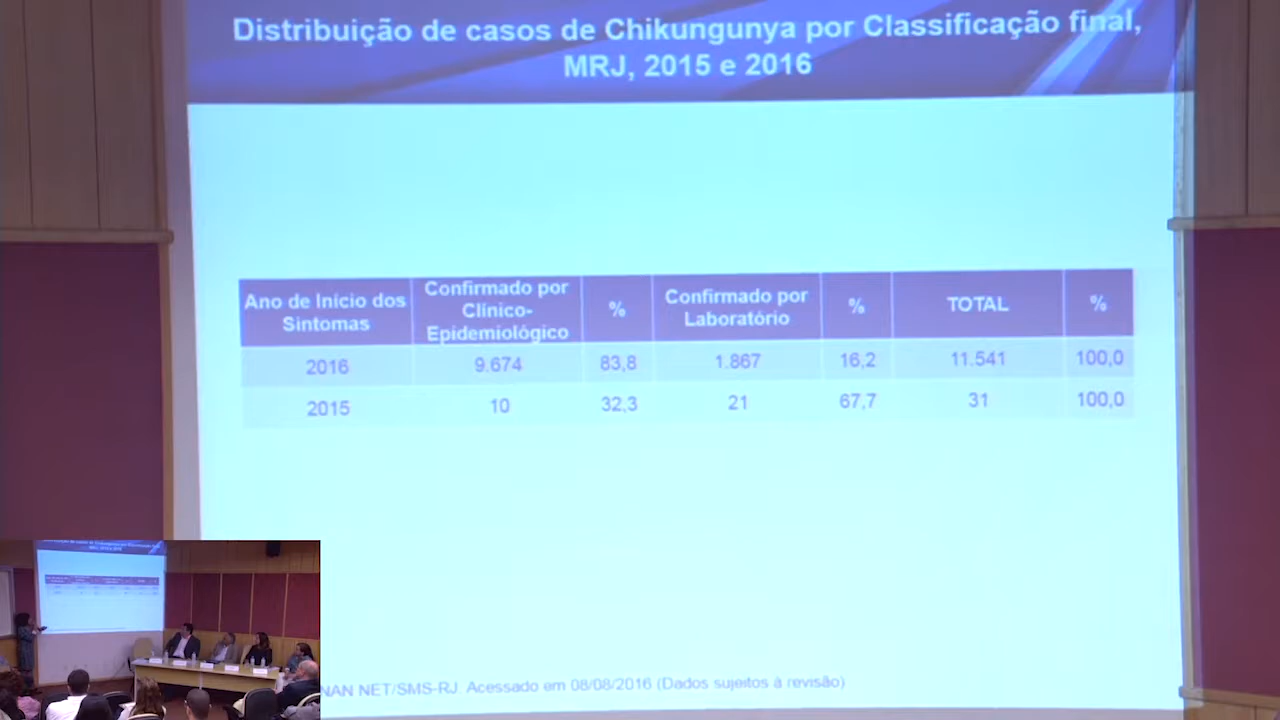 Distribuição de casos de Chikungunya por Classificação final,
MRJ, 2015 e 2016
Ano de Início dos Sintomas | Confirmado por Clínico-Epidemiológico | % | Confirmado por Laboratório | % | TOTAL | %
2016 | 9.674 | 83,8 | 1.867 | 16,2 | 11.541 | 100,0
2015 | 10 | 32,3 | 21 | 67,7 | 31 | 100,0
NAN NET/SMS-RJ. Acessado em 08/08/2016 (Dados sujeitos à revisão)